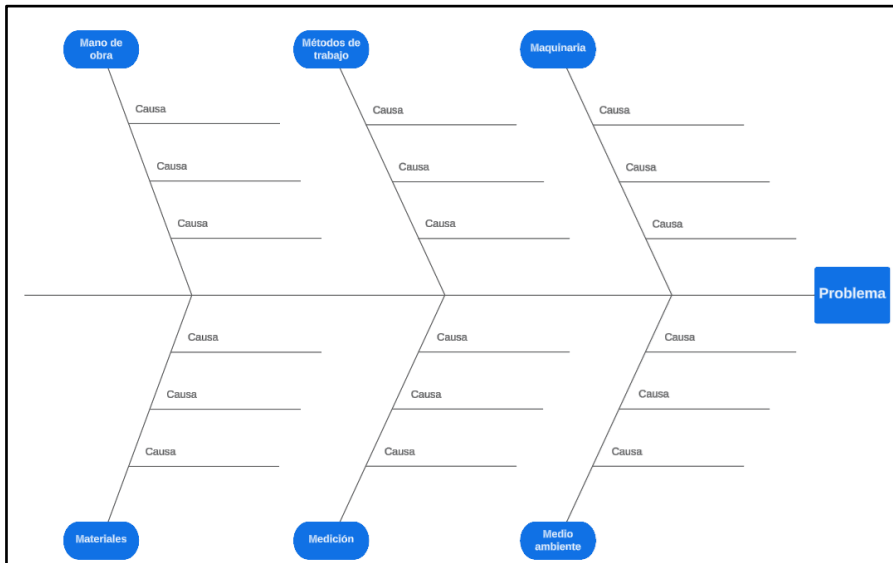 Mano de
obra
Métodos de
trabajo
Maquinaria
Causa
Causa
Causa
Causa
Causa
Causa
Causa
Causa
Causa
Problema
Causa
Causa
Causa
Causa
Causa
Causa
Causa
Causa
Causa
Materiales
Medición
Medio
ambiente